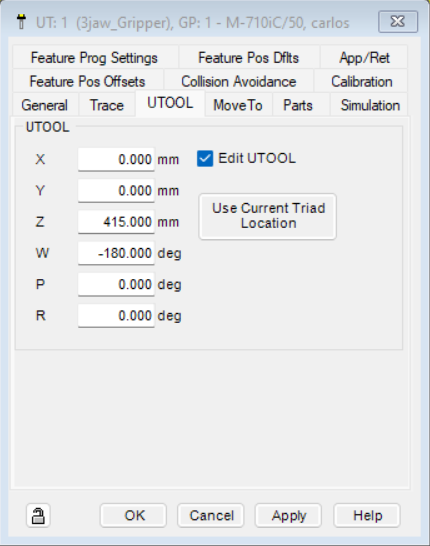 UT: 1 (3jaw_Gripper), GP: 1 - M-710iC/50, carlos
Feature Prog Settings Feature Pos Dflts App/Ret
Feature Pos Offsets Collision Avoidance Calibration
General Trace UTOOL MoveTo Parts Simulation
UTOOL
X 0.000 mm Edit UTOOL
Y 0.000 mm
Use Current Triad
Z 415.000 mm
Location
W -180.000 deg
P 0.000 deg
R 0.000 deg
OK Cancel Apply Help